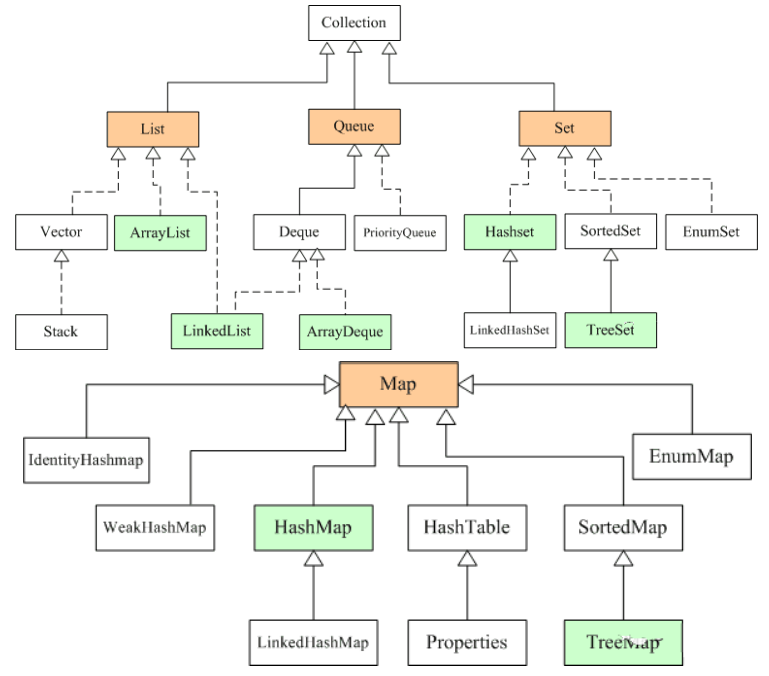 Collection
List
Queue
Set
Vector
ArrayList
Deque
PriorityQueue
Hashset
SortedSet
EnumSet
Stack
LinkedList
ArrayDeque
LinkedHashSet
TreeSet
Map
IdentityHashmap
EnumMap
WeakHashMap
HashMap
HashTable
SortedMap
LinkedHashMap
Properties
TreeMap